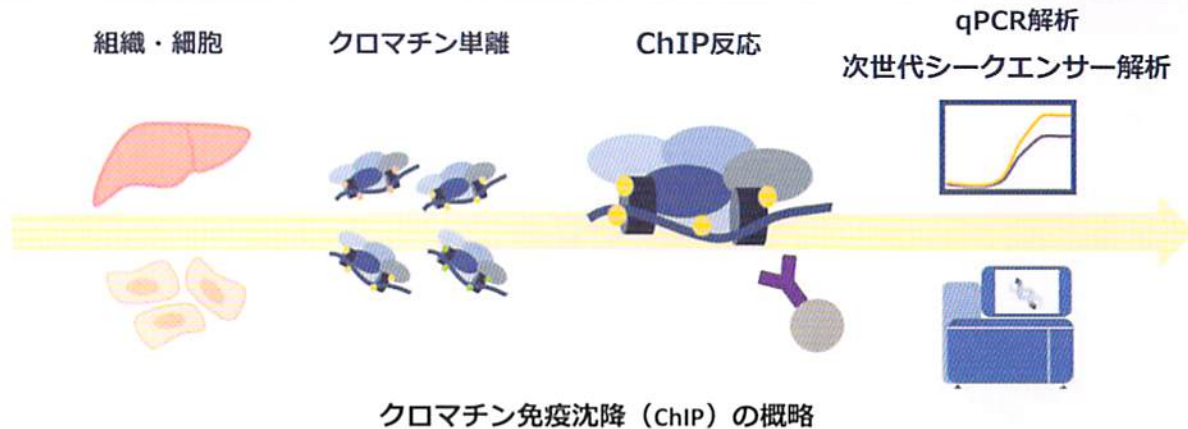 組織・細胞
クロマチン単離
ChIP反応
qPCR解析
次世代シークエンサー解析
クロマチン免疫沈降（ChIP）の概略